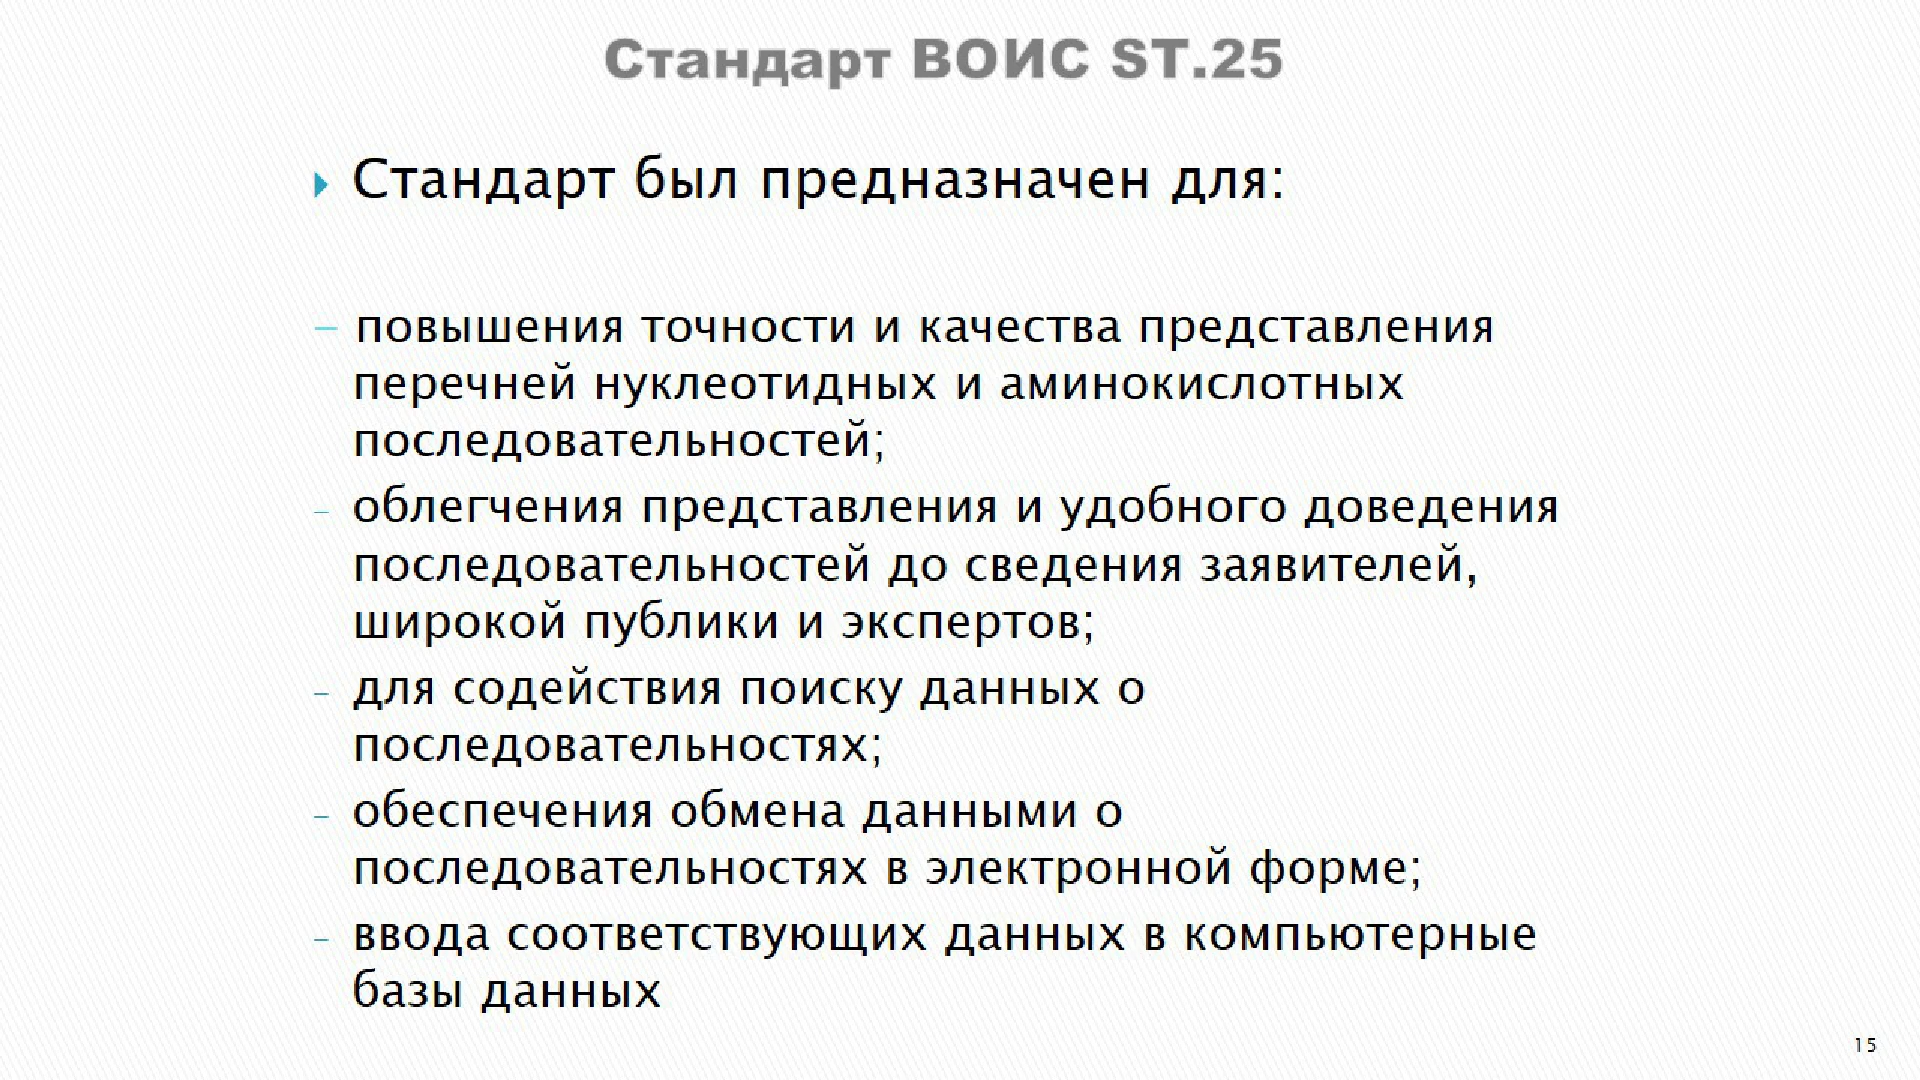 Стандарт ВОИС ST.25
Стандарт был предназначен для:
– повышения точности и качества представления
перечней нуклеотидных и аминокислотных
последовательностей;
- облегчения представления и удобного доведения
последовательностей до сведения заявителей,
широкой публики и экспертов;
- для содействия поиску данных о
последовательностях;
- обеспечения обмена данными о
последовательностях в электронной форме;
- ввода соответствующих данных в компьютерные
базы данных
15